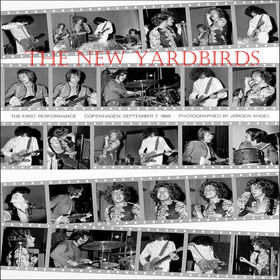 THE NEW YARDBIRDS
THE FIRST PERFORMANCE COPENHAGEN, SEPTEMBER 7, 1968 PHOTOGRAPHED BY JØRGEN ANGEL